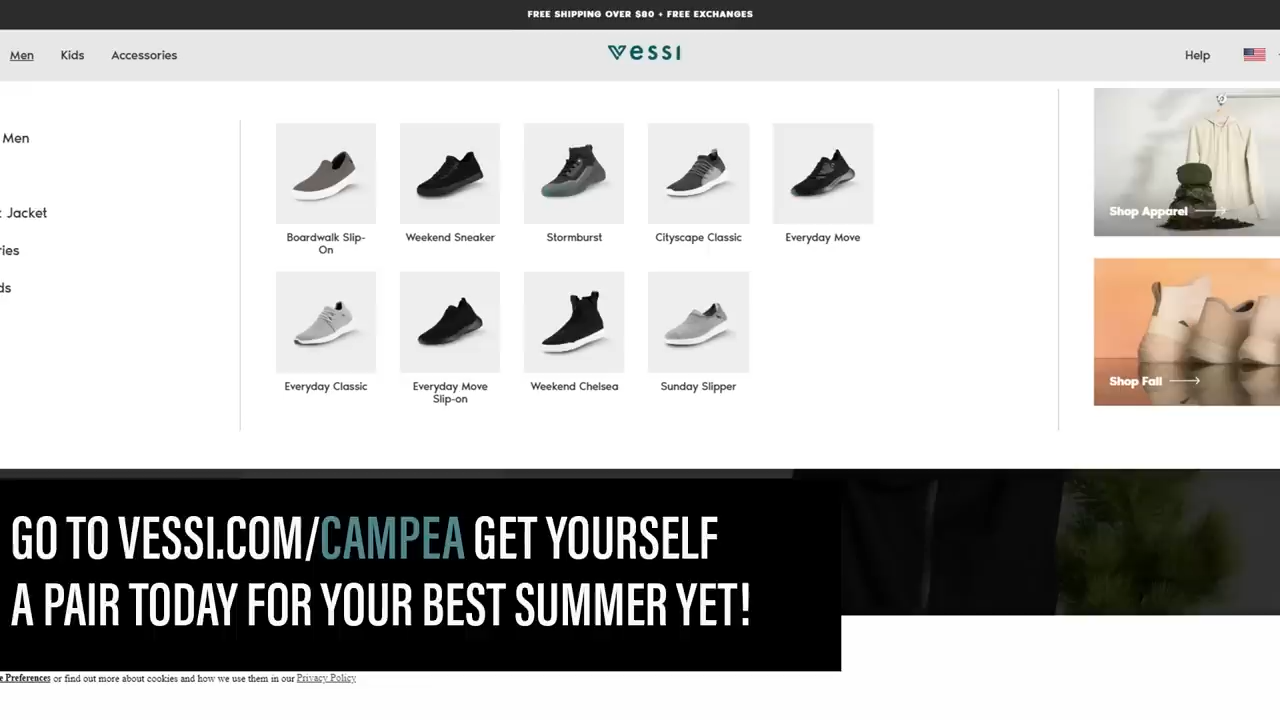 FREE SHIPPING OVER $80 + FREE EXCHANGES
Men Kids Accessories
vessi
Help
Men
Jacket
Boardwalk Slip-
On
Weekend Sneaker
Stormburst
Cityscape Classic
Everyday Move
Everyday Classic
Everyday Move
Slip-on
Weekend Chelsea
Sunday Slipper
Shop Apparel
Shop Fall
GO TO VESSI.COM/CAMPEA GET YOURSELF
A PAIR TODAY FOR YOUR BEST SUMMER YET!
e Preferences or find out more about cookies and how we use them in our Privacy Policy